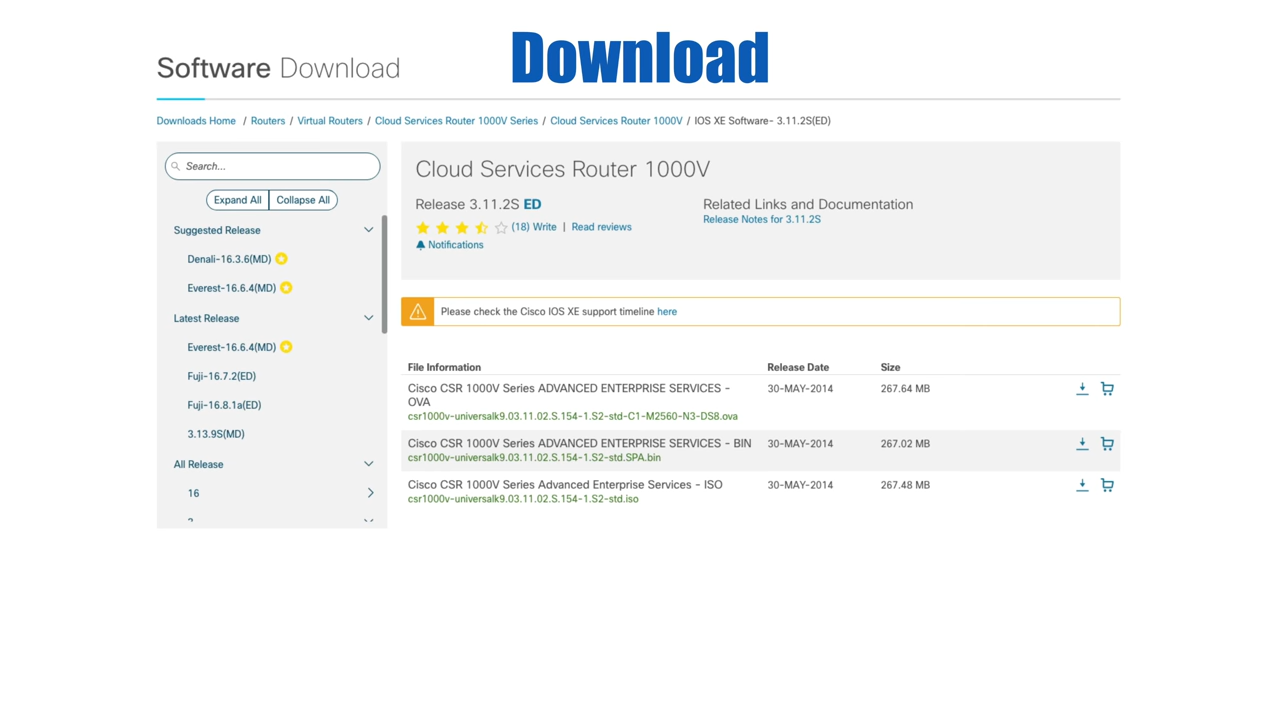 Download
Software Download
Downloads Home / Routers / Virtual Routers / Cloud Services Router 1000V Series / Cloud Services Router 1000V / IOS XE Software- 3.11.2S(ED)
Search...
Expand All Collapse All
Suggested Release
Denali-16.3.6(MD)
Everest-16.6.4(MD)
Latest Release
Everest-16.6.4(MD)
Fuji-16.7.2(ED)
Fuji-16.8.1a(ED)
3.13.9S(MD)
All Release
16
Cloud Services Router 1000V
Release 3.11.2S ED
(18) Write | Read reviews
Notifications
Related Links and Documentation
Release Notes for 3.11.2S
Please check the Cisco IOS XE support timeline here
File Information Release Date Size
Cisco CSR 1000V Series ADVANCED ENTERPRISE SERVICES - 30-MAY-2014 267.64 MB
OVA
csr1000v-universalk9.03.11.02.S.154-1.S2-std-C1-M2560-N3-DS8.ova
Cisco CSR 1000V Series ADVANCED ENTERPRISE SERVICES - BIN 30-MAY-2014 267.02 MB
csr1000v-universalk9.03.11.02.S.154-1.S2-std.SPA.bin
Cisco CSR 1000V Series Advanced Enterprise Services - ISO 30-MAY-2014 267.48 MB
csr1000v-universalk9.03.11.02.S.154-1.S2-std.iso